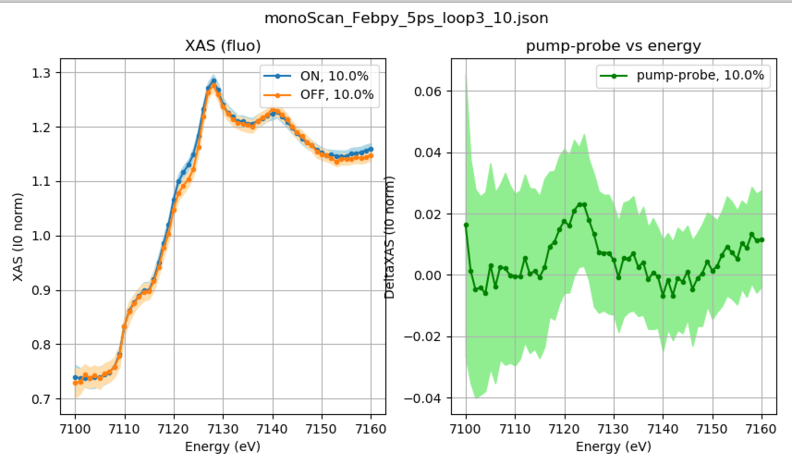 monoScan_Febpy_5ps_loop3_10.json
XAS (fluo)
ON, 10.0%
OFF, 10.0%
XAS (I0 norm)
1.3
1.2
1.1
1.0
0.9
0.8
0.7
7100 7110 7120 7130 7140 7150 7160
Energy (eV)
pump-probe vs energy
pump-probe, 10.0%
DeltaXAS (I0 norm)
0.06
0.04
0.02
0.00
−0.02
−0.04
7100 7110 7120 7130 7140 7150 7160
Energy (eV)